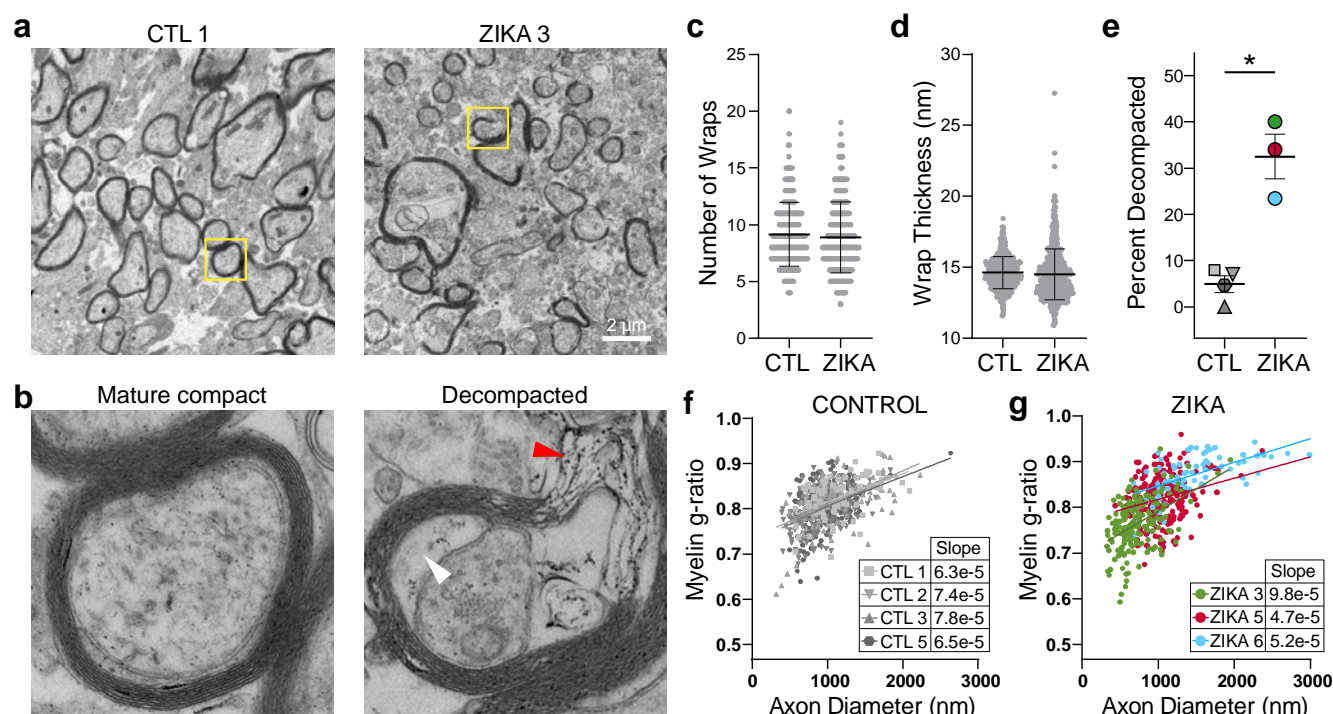 a
CTL 1
ZIKA 3
2 µm
b
Mature compact
Decompacted
c
Number of Wraps
25
20
15
10
5
0
CTL ZIKA
d
Wrap Thickness (nm)
30
25
20
15
10
CTL ZIKA
e
Percent Decompacted
*
50
40
30
20
10
0
CTL ZIKA
f
CONTROL
Myelin g-ratio
1.0
0.9
0.8
0.7
0.6
0.5
Slope
CTL 1 6.3e-5
CTL 2 7.4e-5
CTL 3 7.8e-5
CTL 5 6.5e-5
0 1000 2000 3000
Axon Diameter (nm)
g
ZIKA
Myelin g-ratio
1.0
0.9
0.8
0.7
0.6
0.5
Slope
ZIKA 3 9.8e-5
ZIKA 5 4.7e-5
ZIKA 6 5.2e-5
0 1000 2000 3000
Axon Diameter (nm)